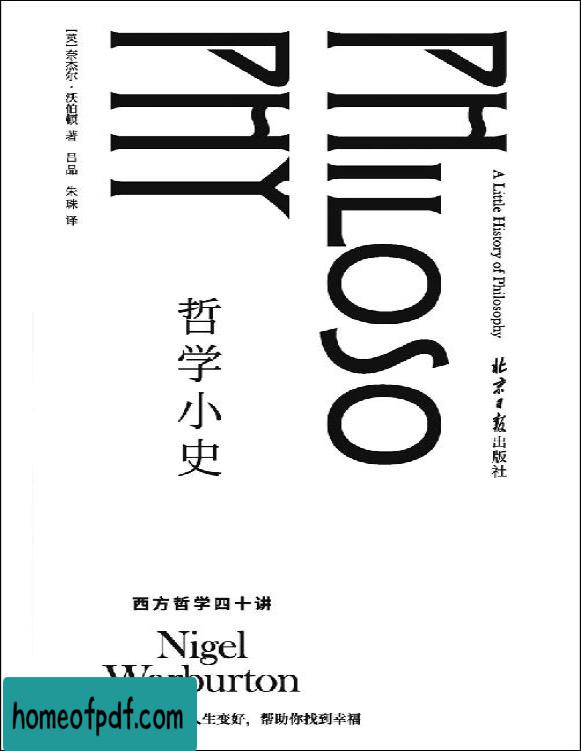 [英]奈杰尔·沃伯顿 著 吕品 朱珠 译
PHILOSO
PHY
A Little History of Philosophy
哲学小史
北京日报出版社
西方哲学四十讲
Nigel
Warburton
人生变好，帮助你找到幸福
homeofpdf.com